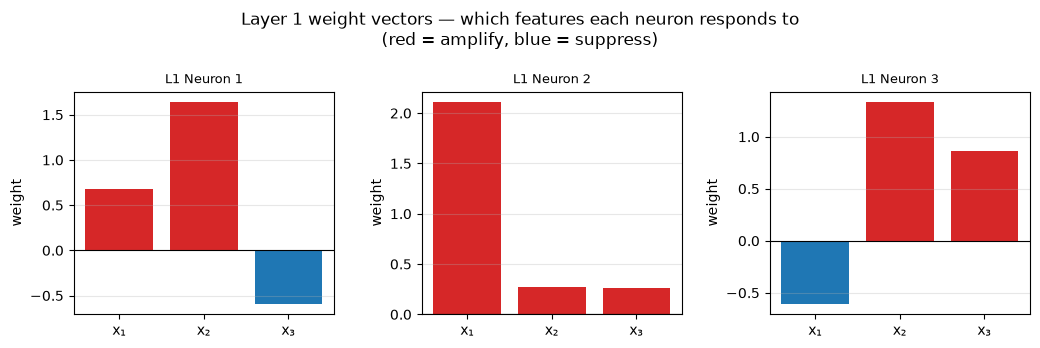 Layer 1 weight vectors — which features each neuron responds to
(red = amplify, blue = suppress)
L1 Neuron 1
weight
1.5
1.0
0.5
0.0
−0.5
x₁ x₂ x₃
L1 Neuron 2
weight
2.0
1.5
1.0
0.5
0.0
x₁ x₂ x₃
L1 Neuron 3
weight
1.0
0.5
0.0
−0.5
x₁ x₂ x₃